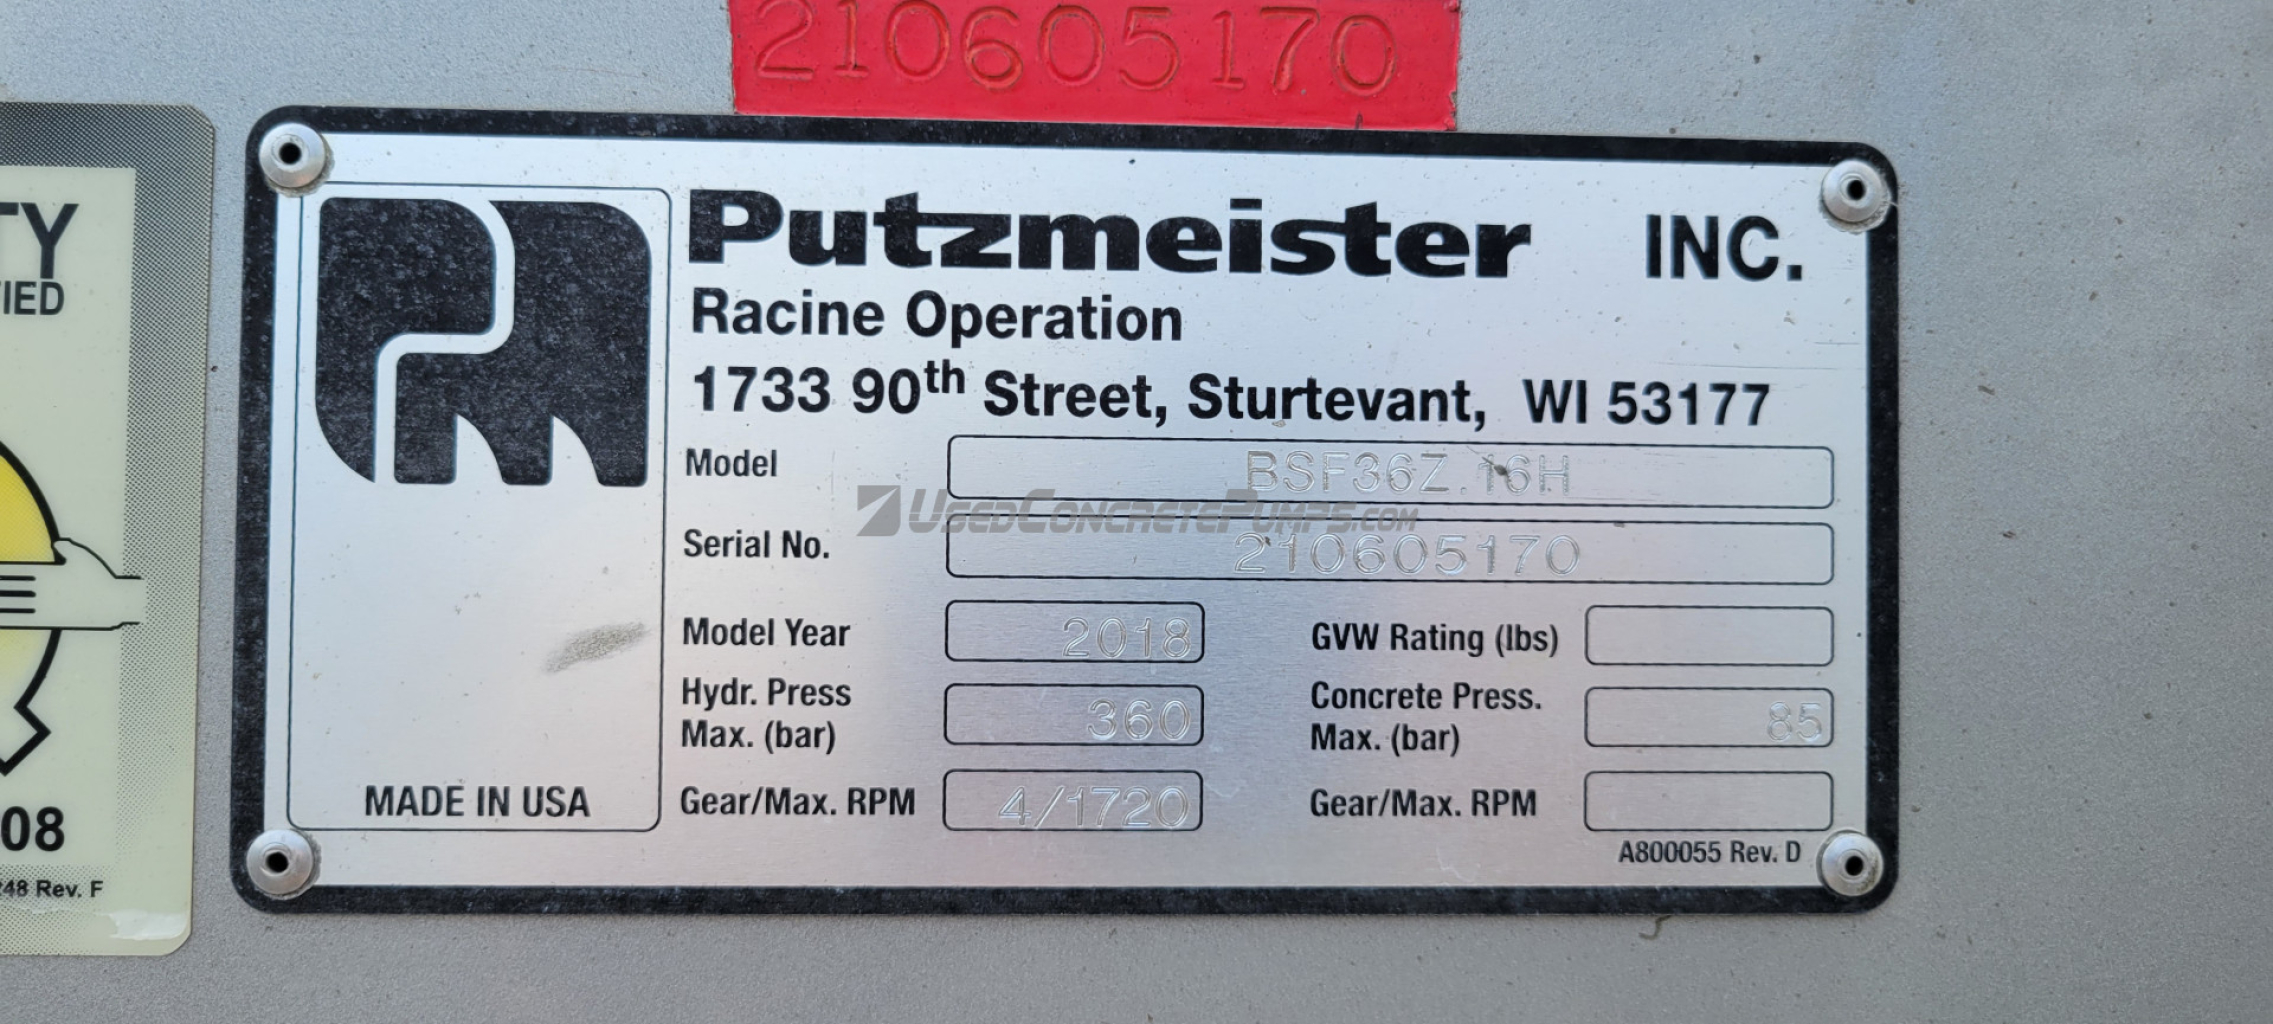 210605170
TY
IED
08
248 Rev. F
Putzmeister INC.
Racine Operation
1733 90th Street, Sturtevant, WI 53177
Model BSF36Z.16H
UsedConcretePumps.com
Serial No. 210605170
Model Year 2018 GVW Rating (lbs)
Hydr. Press Max. (bar) 360 Concrete Press. Max. (bar) 85
MADE IN USA
Gear/Max. RPM 4/1720 Gear/Max. RPM
A800055 Rev. D